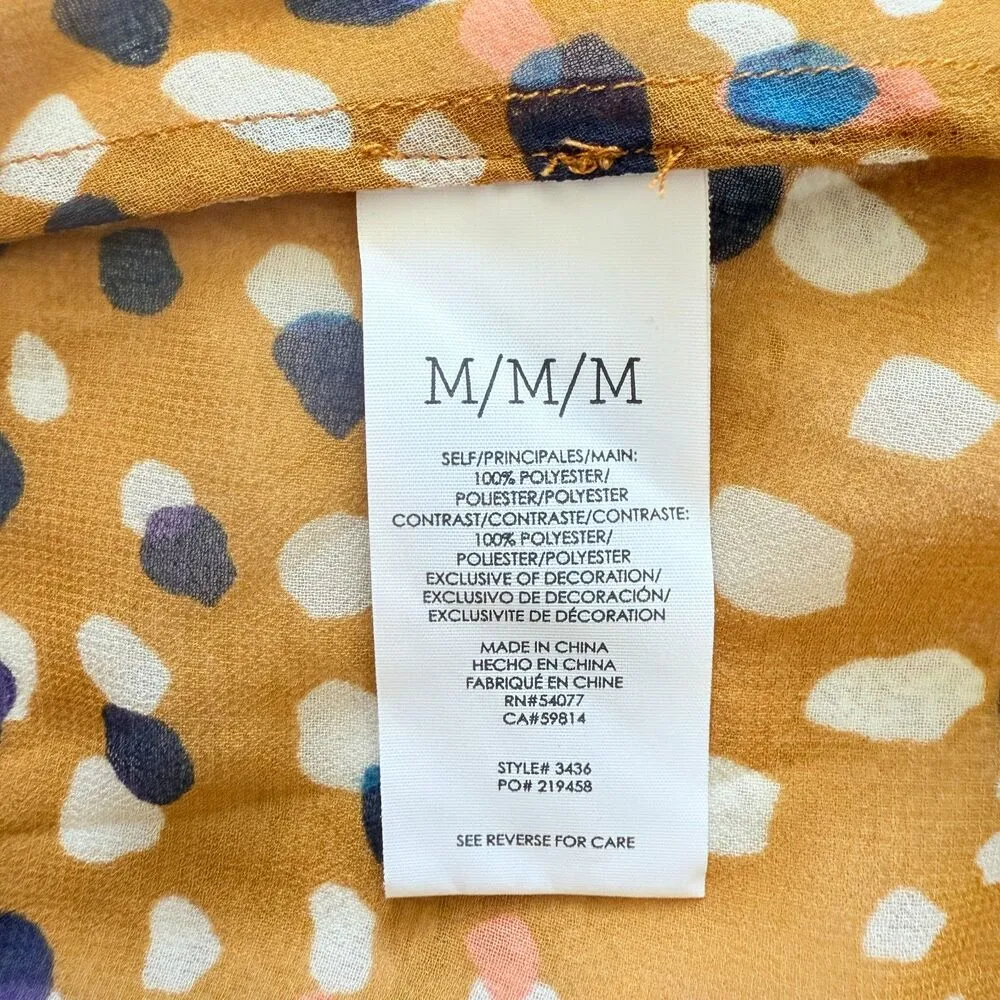 M/M/M
SELF/PRINCIPALES/MAIN:
100% POLYESTER/
POLIESTER/POLYESTER
CONTRAST/CONTRASTE/CONTRASTE:
100% POLYESTER/
POLIESTER/POLYESTER
EXCLUSIVE OF DECORATION/
EXCLUSIVO DE DECORACIÓN/
EXCLUSIVITE DE DÉCORATION
MADE IN CHINA
HECHO EN CHINA
FABRIQUÉ EN CHINE
RN#54077
CA#59814
STYLE# 3436
PO# 219458
SEE REVERSE FOR CARE